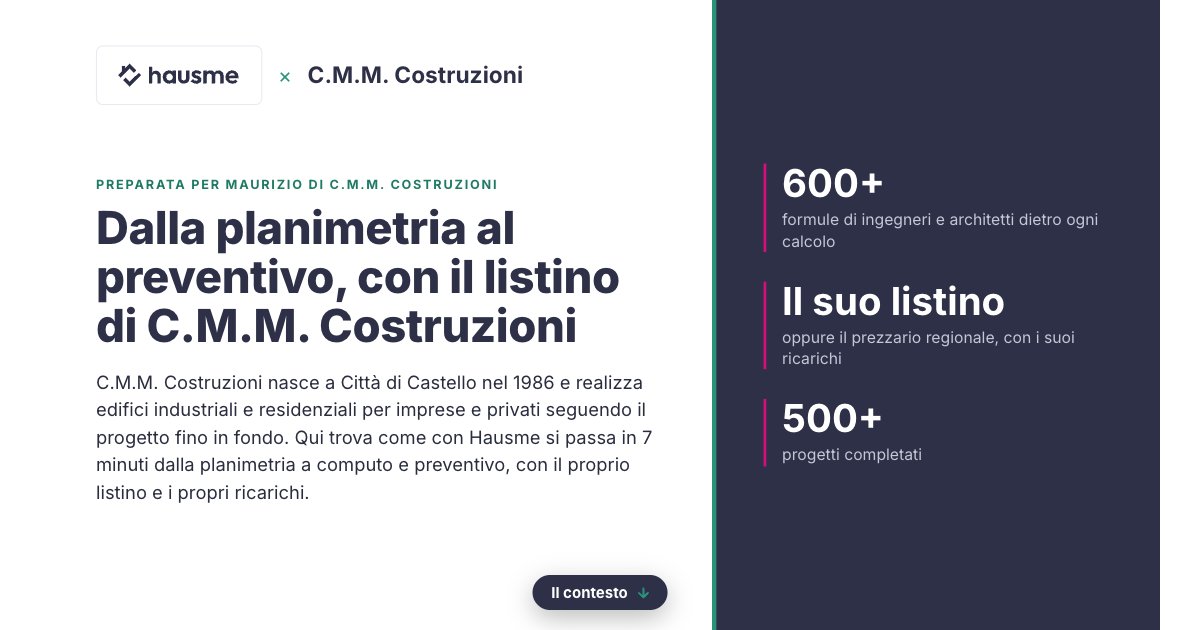 hausme × C.M.M. Costruzioni
PREPARATA PER MAURIZIO DI C.M.M. COSTRUZIONI
Dalla planimetria al
preventivo, con il listino
di C.M.M. Costruzioni
C.M.M. Costruzioni nasce a Città di Castello nel 1986 e realizza
edifici industriali e residenziali per imprese e privati seguendo il
progetto fino in fondo. Qui trova come con Hausme si passa in 7
minuti dalla planimetria a computo e preventivo, con il proprio
listino e i propri ricarichi.
Il contesto ↓
600+
formule di ingegneri e architetti dietro ogni
calcolo
Il suo listino
oppure il prezzario regionale, con i suoi
ricarichi
500+
progetti completati